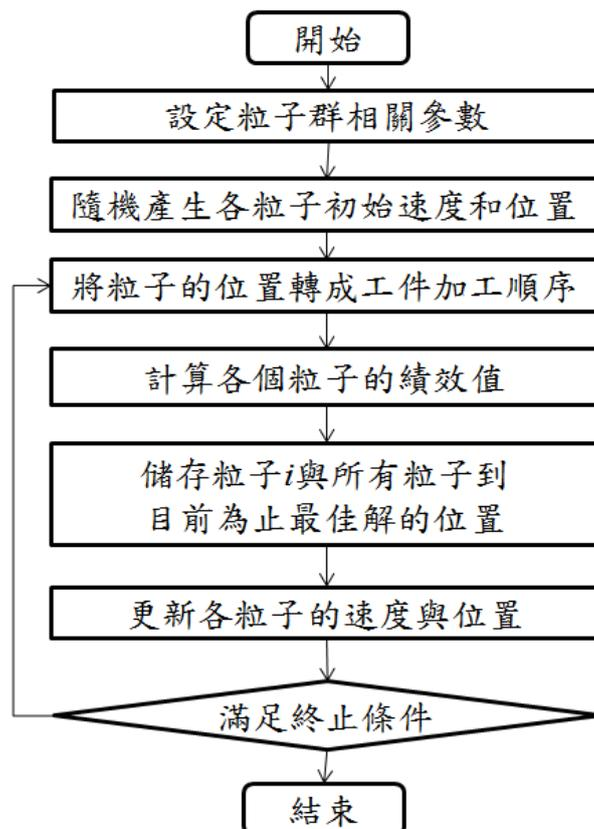 開始
設定粒子群相關參數
隨機產生各粒子初始速度和位置
將粒子的位置轉成工件加工順序
計算各個粒子的績效值
儲存粒子i與所有粒子到
目前為止最佳解的位置
更新各粒子的速度與位置
滿足終止條件
結束